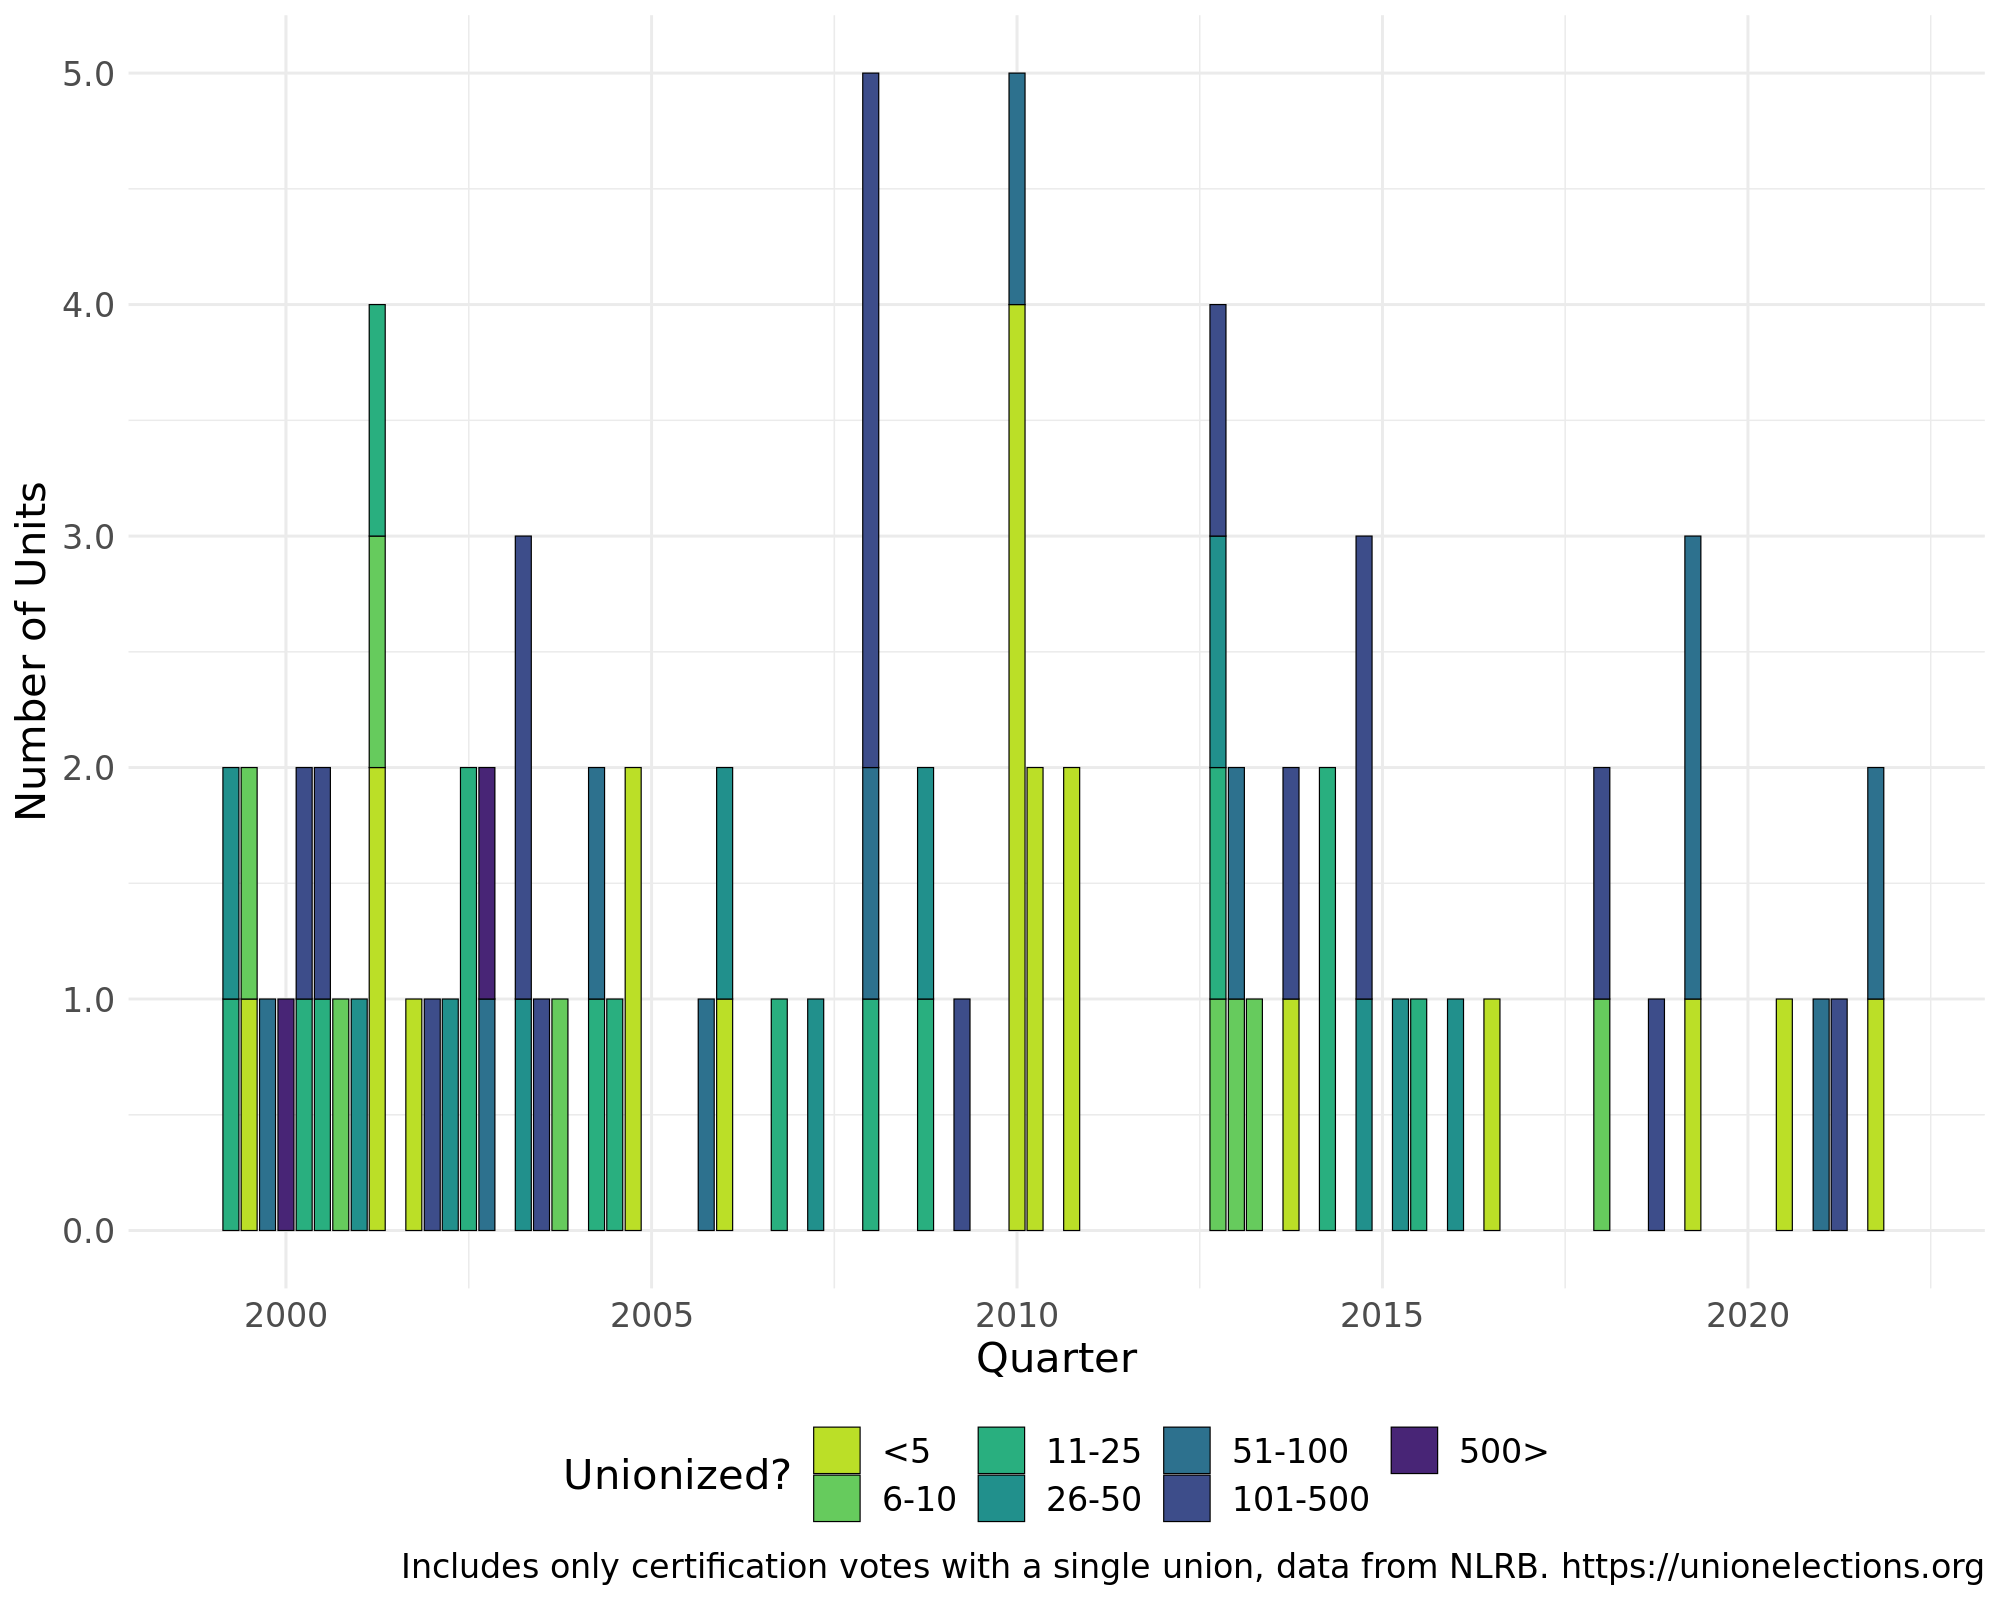 5.0
4.0
3.0
2.0
1.0
0.0
Number of Units
2000 2005 2010 2015 2020
Quarter
Unionized?
<5 11-25 51-100 500>
6-10 26-50 101-500
Includes only certification votes with a single union, data from NLRB. https://unionelections.org